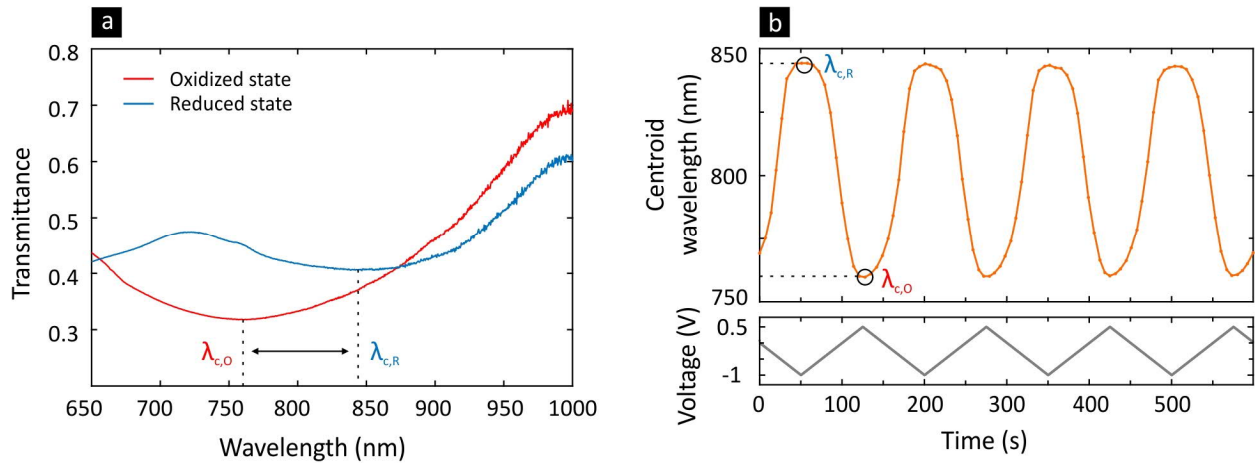 a
0.8
0.7
0.6
0.5
0.4
0.3
Transmittance
Oxidized state
Reduced state
λc,O
λc,R
650 700 750 800 850 900 950 1000
Wavelength (nm)
b
850
800
750
Centroid
wavelength (nm)
λc,R
λc,O
0.5
-1
Voltage (V)
0 100 200 300 400 500
Time (s)